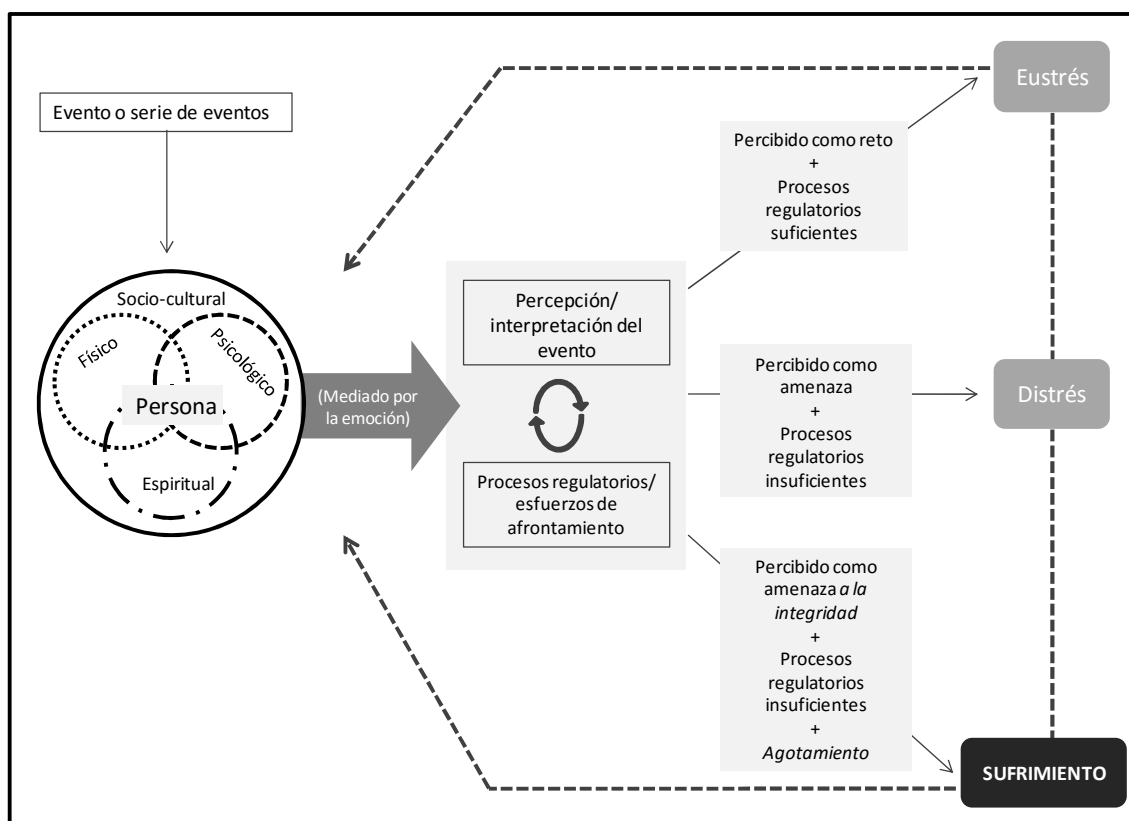 Evento o serie de eventos
Socio-cultural
Físico
Psicológico
Persona
Espiritual
(Mediado por
la emoción)
Percepción/
interpretación del
evento
Procesos regulatorios/
esfuerzos de
afrontamiento
Percibido como reto
+
Procesos
regulatorios
suficientes
Eustrés
Percibido como
amenaza
+
Procesos
regulatorios
insuficientes
Distrés
Percibido como
amenaza a la
integridad
+
Procesos
regulatorios
insuficientes
+
Agotamiento
SUFRIMIENTO